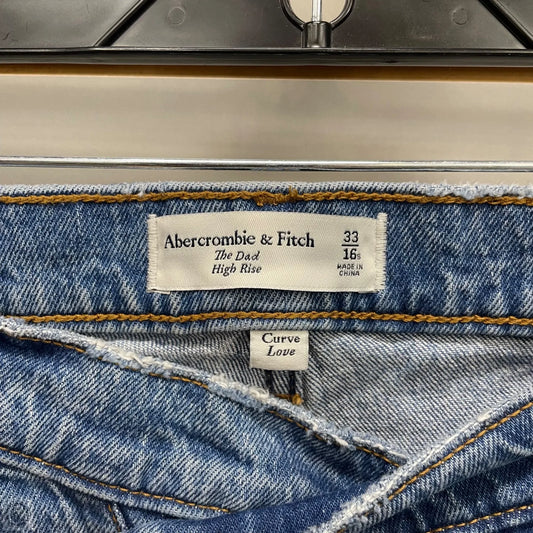 Abercrombie & Fitch
The Dad
High Rise
33
16s
MADE IN
CHINA
Curve
Love